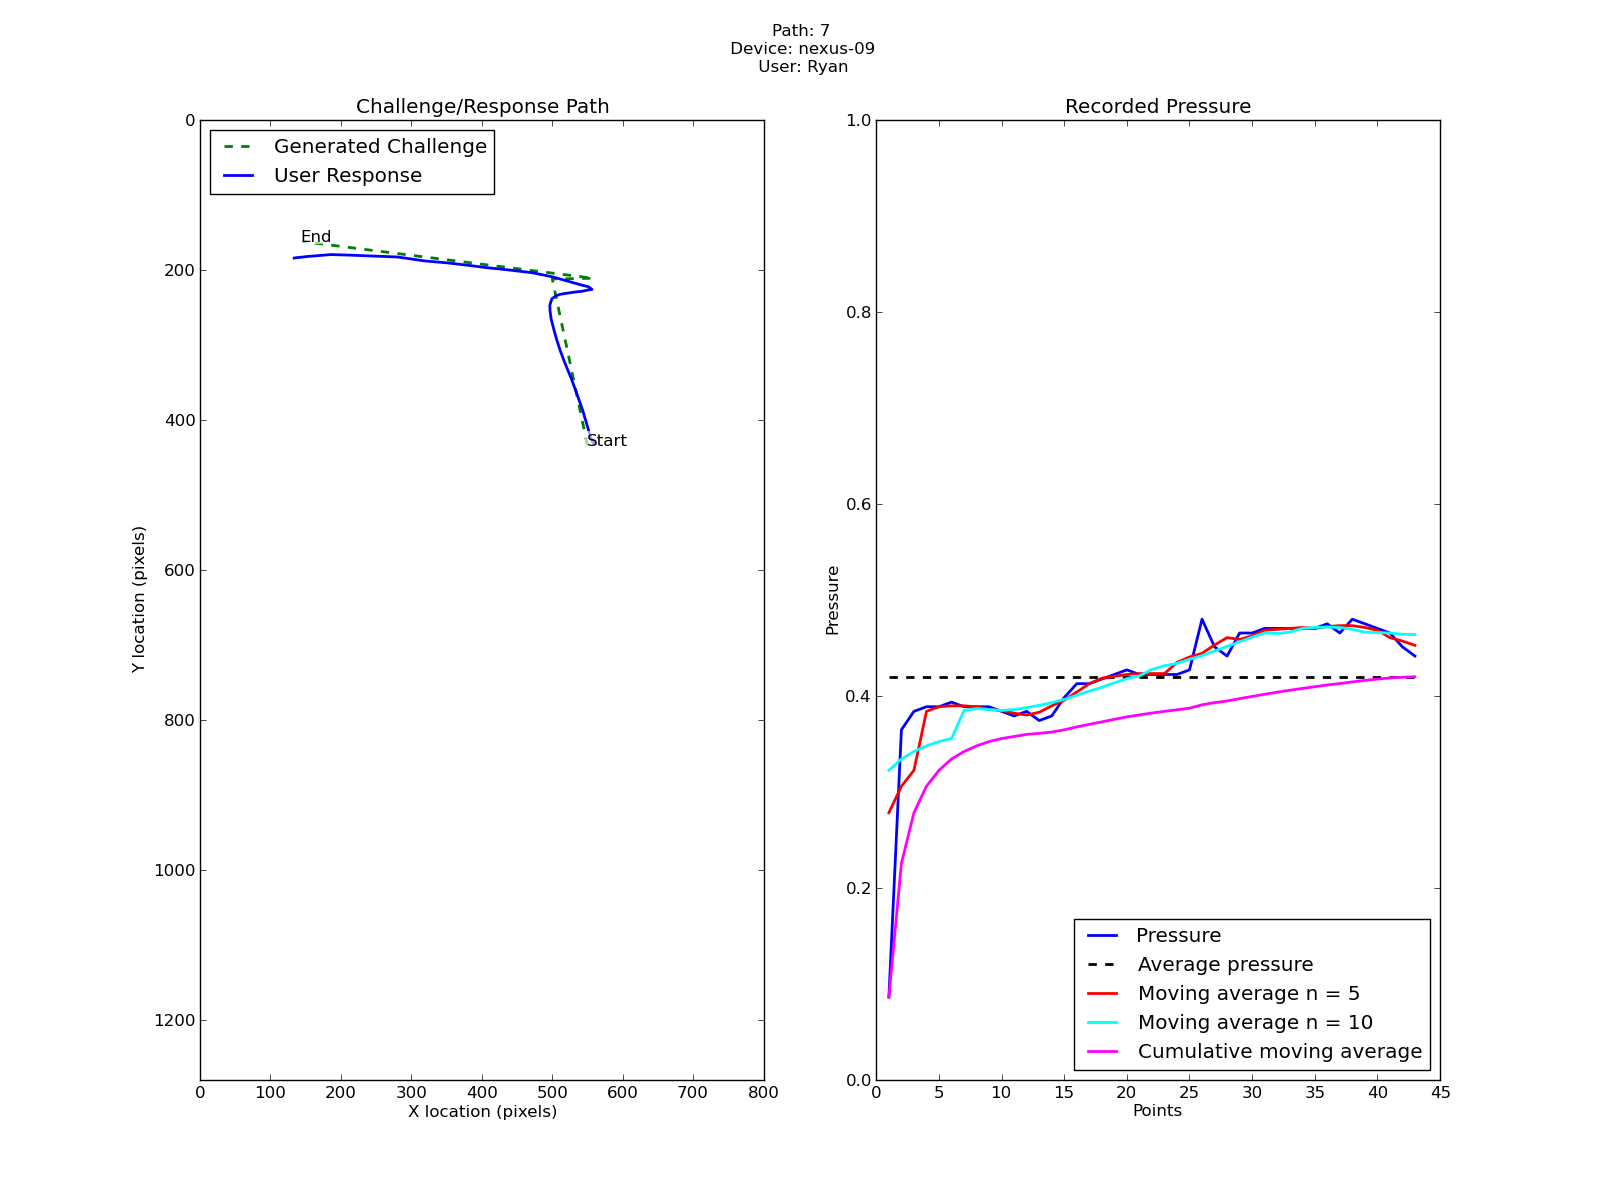 Path: 7
Device: nexus-09
User: Ryan
Challenge/Response Path
Generated Challenge
User Response
End
Start
0
200
400
600
800
1000
1200
Y location (pixels)
0 100 200 300 400 500 600 700 800
X location (pixels)
Recorded Pressure
1.0
0.8
0.6
0.4
0.2
0.0
Pressure
Pressure
Average pressure
Moving average n = 5
Moving average n = 10
Cumulative moving average
0 5 10 15 20 25 30 35 40 45
Points